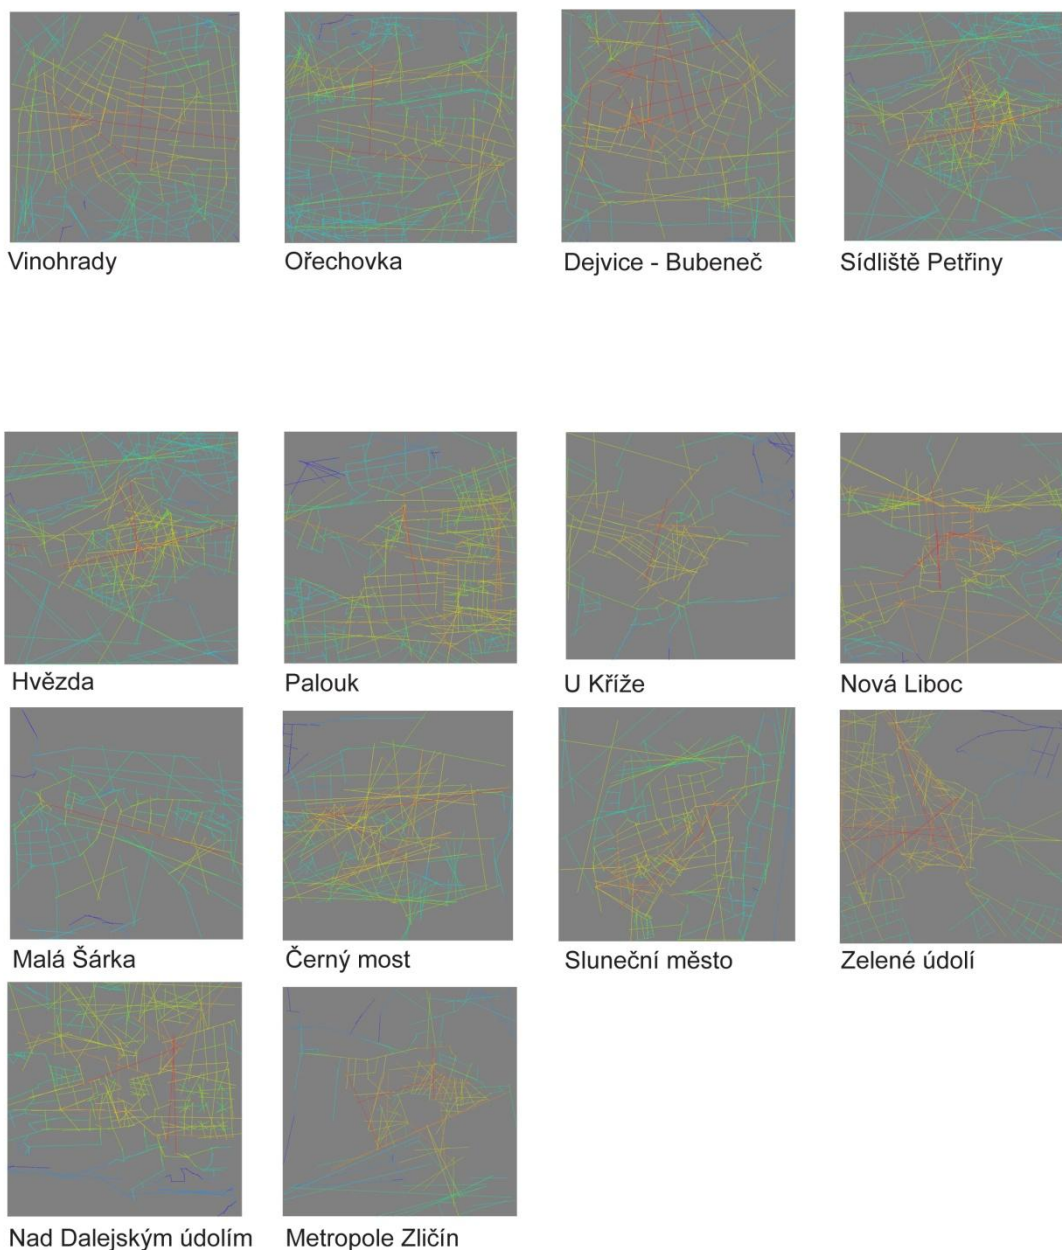 Vinohrady
Ořechovka
Dejvice - Bubeneč
Sídliště Petřiny
Hvězda
Palouk
U Kříže
Nová Liboc
Malá Šárka
Černý most
Sluneční město
Zelené údolí
Nad Dalejským údolím
Metropole Zličín